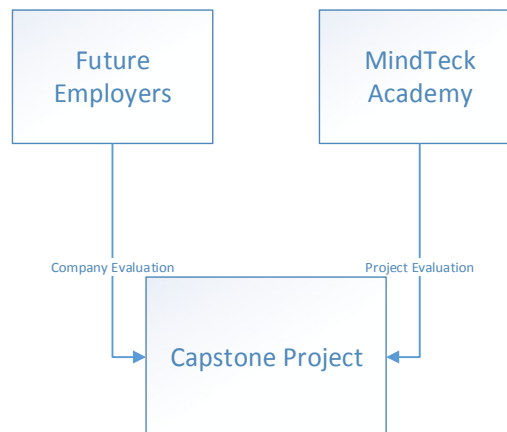 Future
Employers
MindTeck
Academy
Company Evaluation
Project Evaluation
Capstone Project